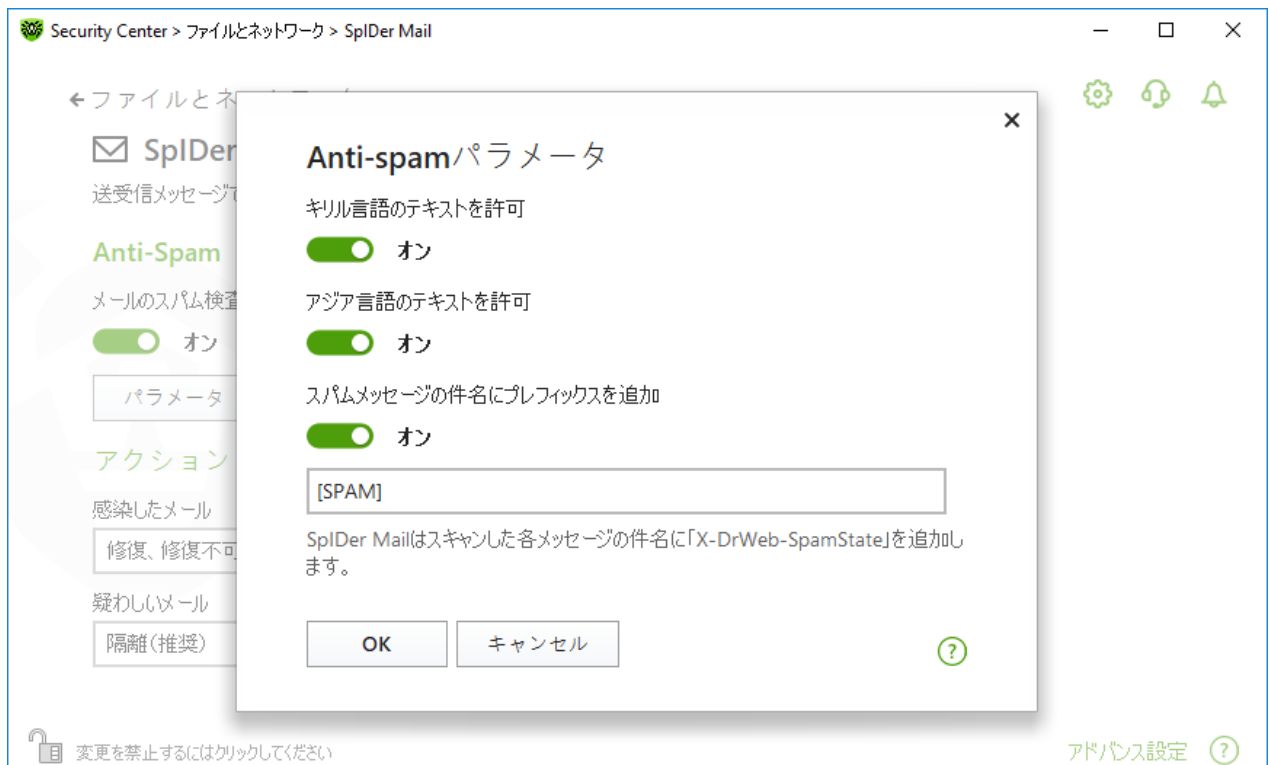 Security Center > ファイルとネットワーク > SpIDer Mail
ファイルとネ
SpIDer
送受信メッセージ
Anti-Spam
メールのスパム検査
オン
パラメータ
アクション
感染したメール
修復、修復不可
疑わしいメール
隔離(推奨)
Anti-spamパラメータ
キリル言語のテキストを許可
オン
アジア言語のテキストを許可
オン
スパムメッセージの件名にプレフィックスを追加
オン
[SPAM]
SpIDer Mailはスキャンした各メッセージの件名に「X-DrWeb-SpamState」を追加し
ます。
OK
キャンセル
?
変更を禁止するにはクリックしてください
アドバンス設定
?